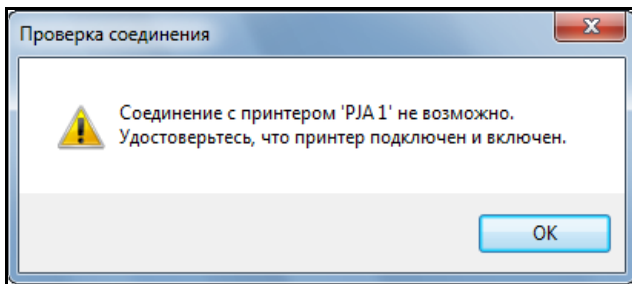 Проверка соединения
Соединение с принтером 'PJA 1' не возможно.
Удостоверьтесь, что принтер подключен и включен.
OK